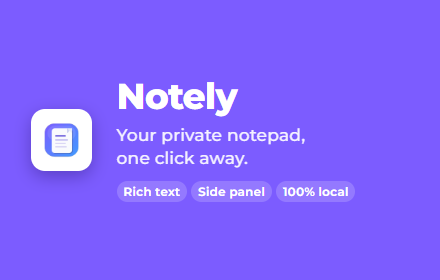 Notely
Your private notepad,
one click away.
Rich text Side panel 100% local